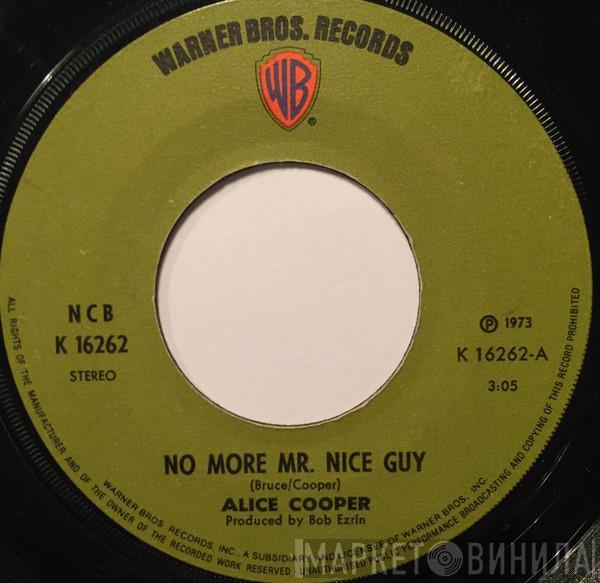 WARNER BROS. RECORDS
WB
®
NCB
K 16262
STEREO
℗ 1973
K 16262-A
3:05
NO MORE MR. NICE GUY
(Bruce/Cooper)
ALICE COOPER
Produced by Bob Ezrin
ALL RIGHTS OF THE MANUFACTURER AND OF THE OWNER OF THE RECORDED WORK RESERVED · UNAUTHORISED PUBLIC PERFORMANCE BROADCASTING AND COPYING OF THIS RECORD PROHIBITED
WARNER BROS. RECORDS INC., A SUBSIDIARY AND LICENSEE OF WARNER BROS. INC.
МАРКЕТ ВИНИЛА